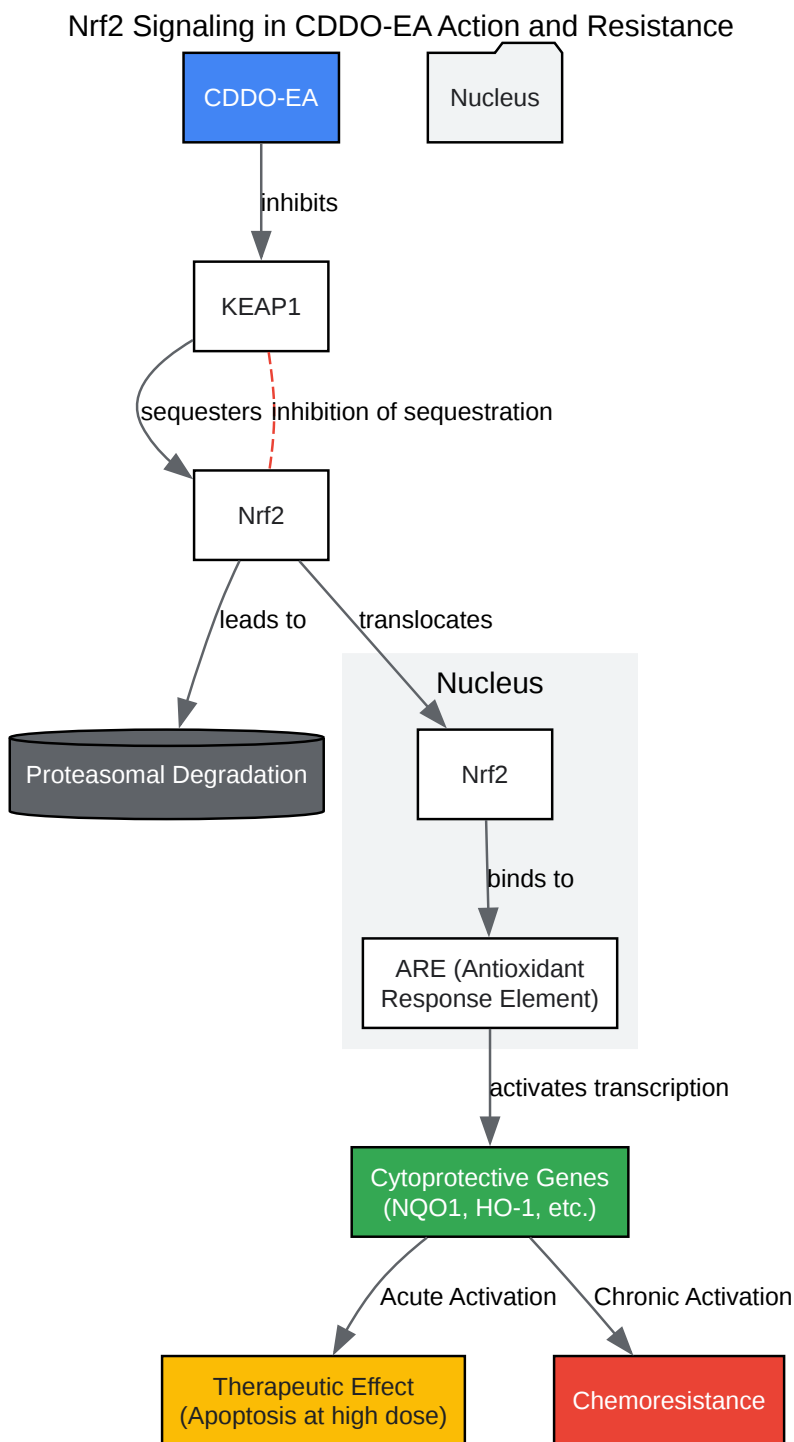 Nrf2 Signaling in CDDO-EA Action and Resistance
CDDO-EA
Nucleus
inhibits
KEAP1
sequesters
inhibition of sequestration
Nrf2
leads to
translocates
Nucleus
Proteasomal Degradation
Nrf2
binds to
ARE (Antioxidant
Response Element)
activates transcription
Cytoprotective Genes
(NQO1, HO-1, etc.)
Acute Activation
Chronic Activation
Therapeutic Effect
(Apoptosis at high dose)
Chemoresistance